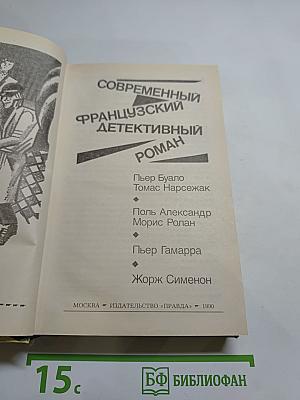 СОВРЕМЕННЫЙ
ФРАНЦУЗСКИЙ
ДЕТЕКТИВНЫЙ
РОМАН
Пьер Буало
Томас Нарсежак
Поль Александр
Морис Ролан
Пьер Гамарра
Жорж Сименон
МОСКВА ИЗДАТЕЛЬСТВО «ПРАВДА» 1990
15с
БФ БИБЛИОФАН